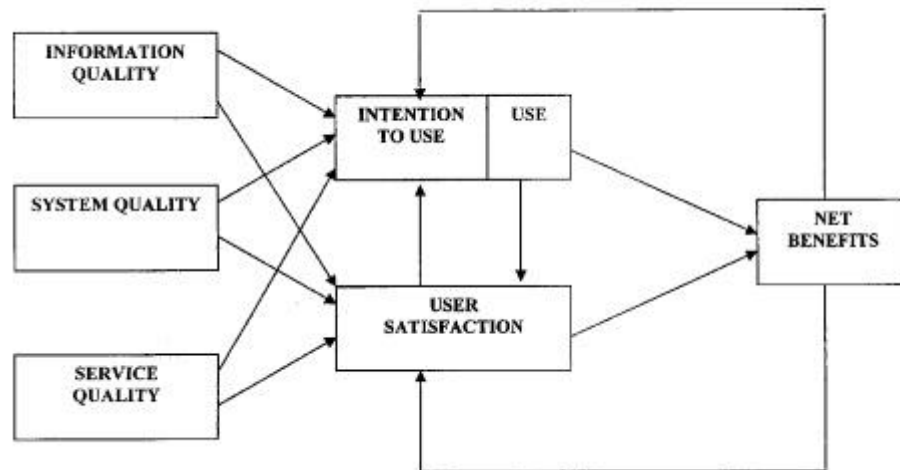 INFORMATION
QUALITY
INTENTION
TO USE
USE
SYSTEM QUALITY
NET
BENEFITS
USER
SATISFACTION
SERVICE
QUALITY